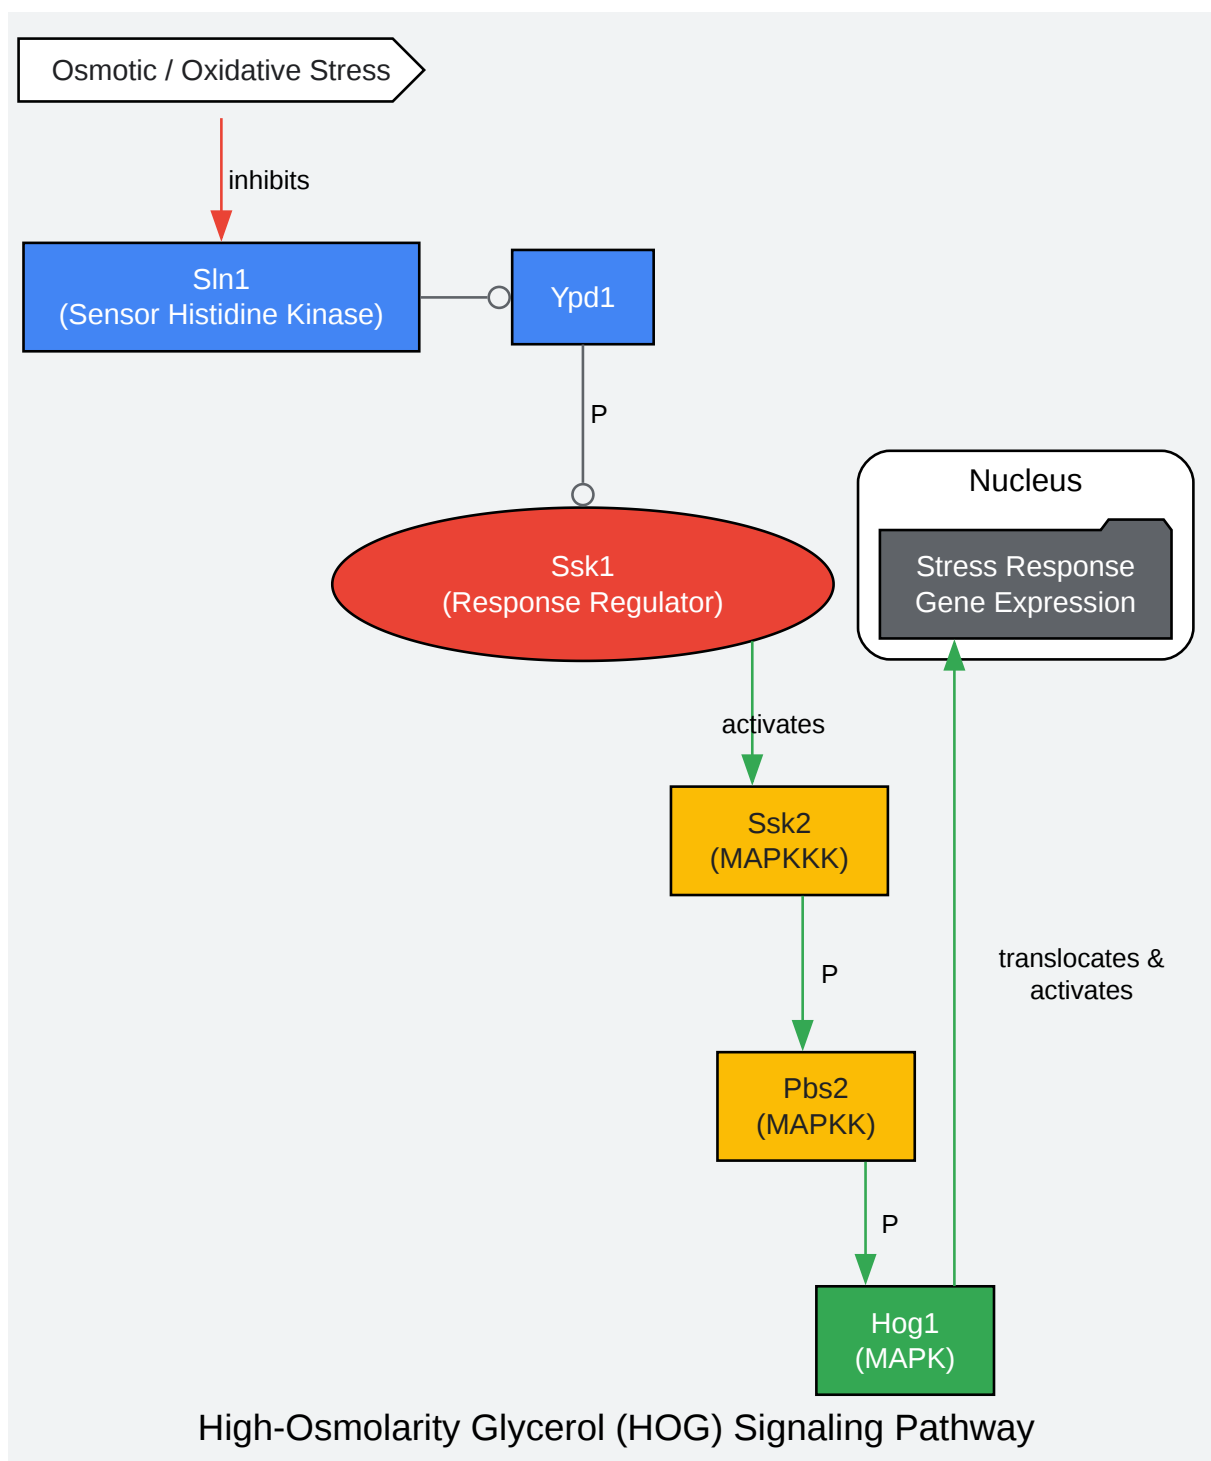 Osmotic / Oxidative Stress
inhibits
Sln1
(Sensor Histidine Kinase)
Ypd1
P
Nucleus
Stress Response
Gene Expression
Ssk1
(Response Regulator)
activates
Ssk2
(MAPKKK)
translocates &
activates
P
Pbs2
(MAPKK)
P
Hog1
(MAPK)
High-Osmolarity Glycerol (HOG) Signaling Pathway